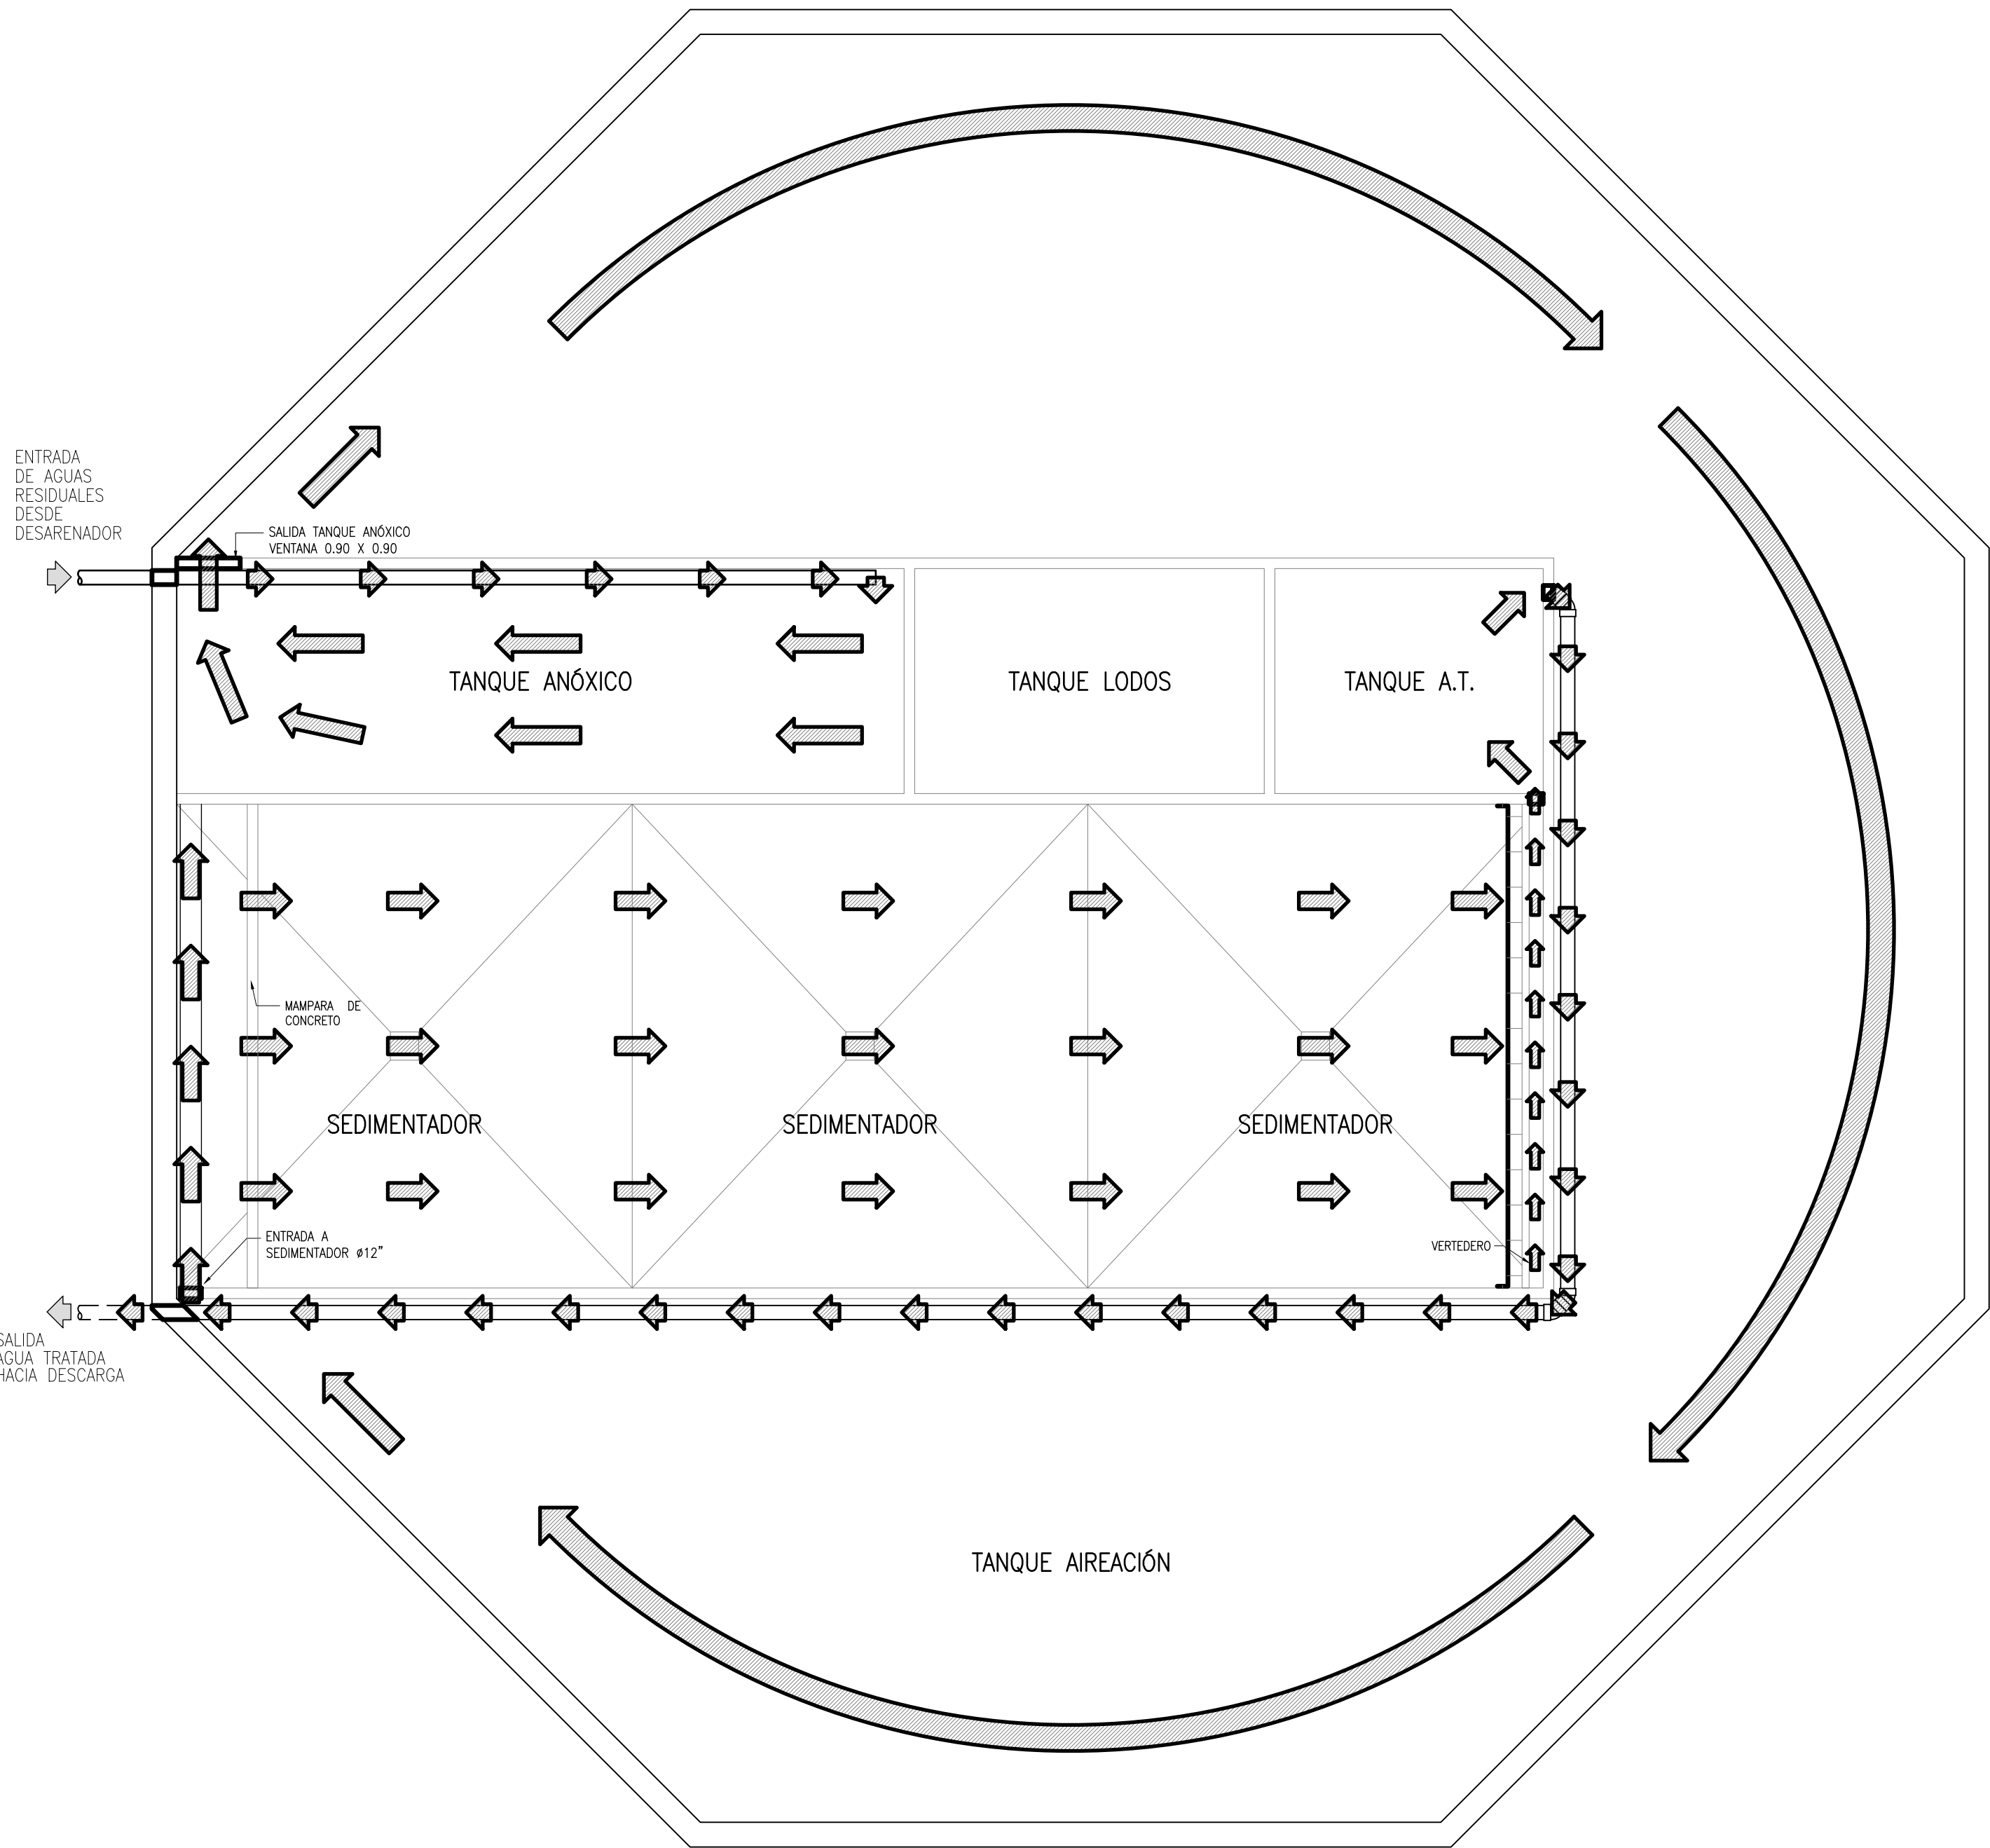 ENTRADA
DE AGUAS
RESIDUALES
DESDE
DESARENADOR
SALIDA TANQUE ANÓXICO
VENTANA 0.90 X 0.90
TANQUE ANÓXICO
TANQUE LODOS
TANQUE A.T.
MAMPARA DE
CONCRETO
SEDIMENTADOR
SEDIMENTADOR
SEDIMENTADOR
ENTRADA A
SEDIMENTADOR ø12"
VERTEDERO
SALIDA
AGUA TRATADA
HACIA DESCARGA
TANQUE AIREACIÓN